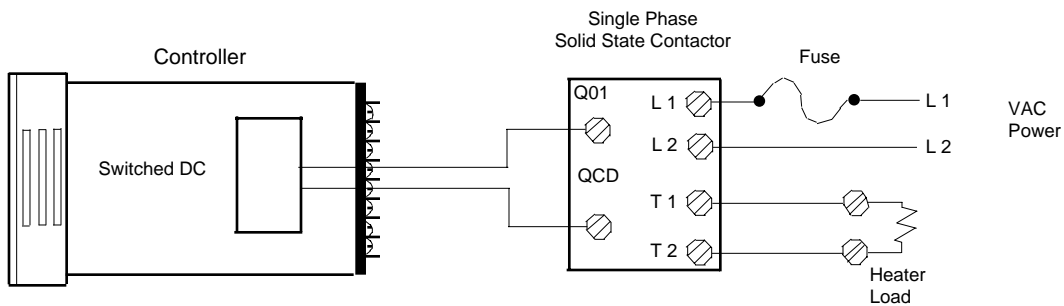 Single Phase
Solid State Contactor
Controller
Fuse
Q01
L 1
L 1
VAC
Power
L 2
L 2
Switched DC
QCD
T 1
T 2
Heater
Load